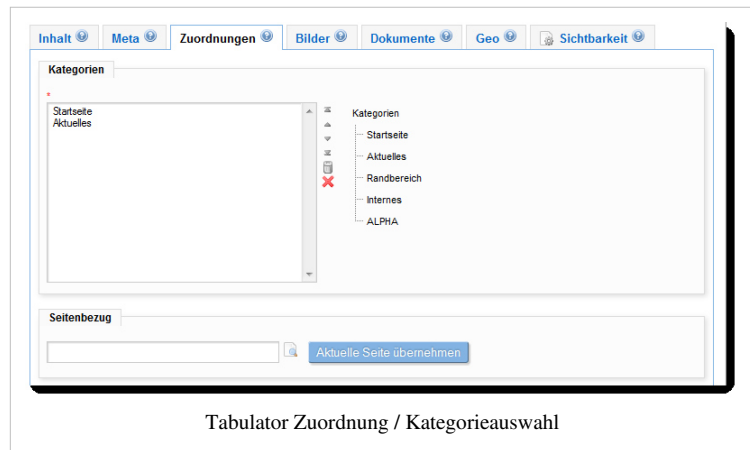 Inhalt Meta Zuordnungen Bilder Dokumente Geo Sichtbarkeit
Kategorien
*
Startseite
Aktuelles
Kategorien
Startseite
Aktuelles
Randbereich
Internes
ALPHA
Seitenbezug
Aktuelle Seite übernehmen
Tabulator Zuordnung / Kategorieauswahl